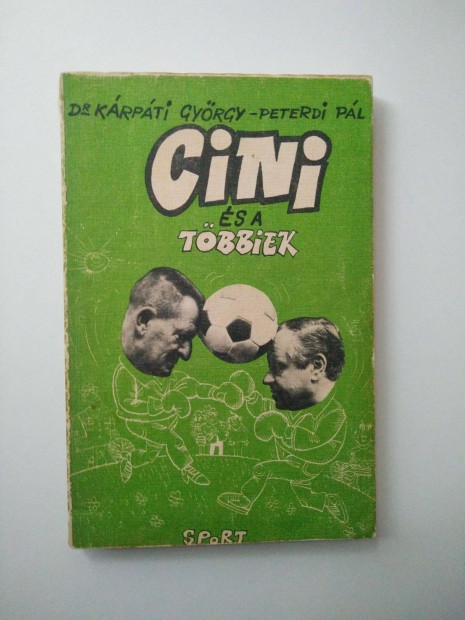 DR KÁRPÁTI GYÖRGY - PETERDI PÁL
CiNi
ÉS A
TÖBBiEK
SPORT